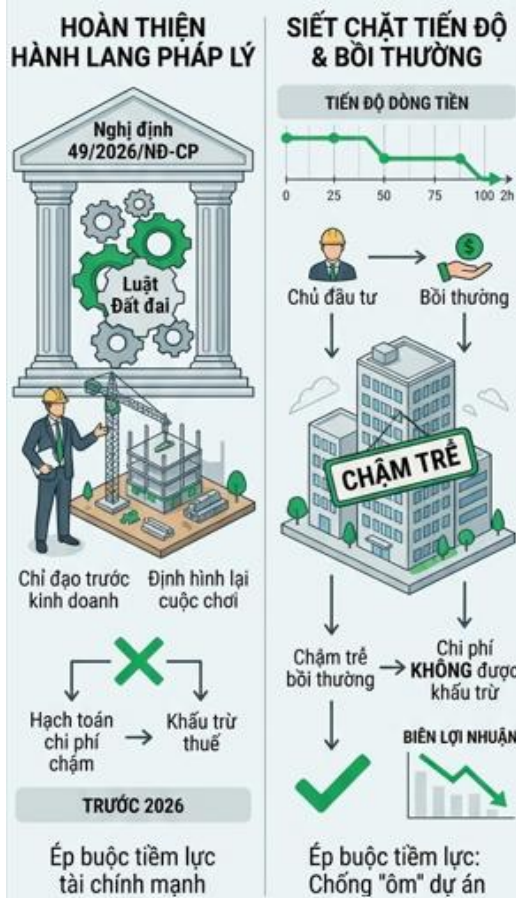 HOÀN THIỆN
HÀNH LANG PHÁP LÝ
Nghị định
49/2026/NĐ-CP
Luật
Đất đai
Chỉ đạo trước
kinh doanh
Định hình lại
cuộc chơi
Hạch toán
chi phí
chậm
Khấu trừ
thuế
TRƯỚC 2026
Ép buộc tiềm lực
tài chính mạnh
SIẾT CHẶT TIẾN ĐỘ
& BỒI THƯỜNG
TIẾN ĐỘ DÒNG TIỀN
0 25 50 75 100 2h
Chủ đầu tư
$
Bồi thường
CHẬM TRỄ
Chậm trễ
bồi thường
Chi phí
KHÔNG được
khấu trừ
BIÊN LỢI NHUẬN
Ép buộc tiềm lực:
Chống "ôm" dự án